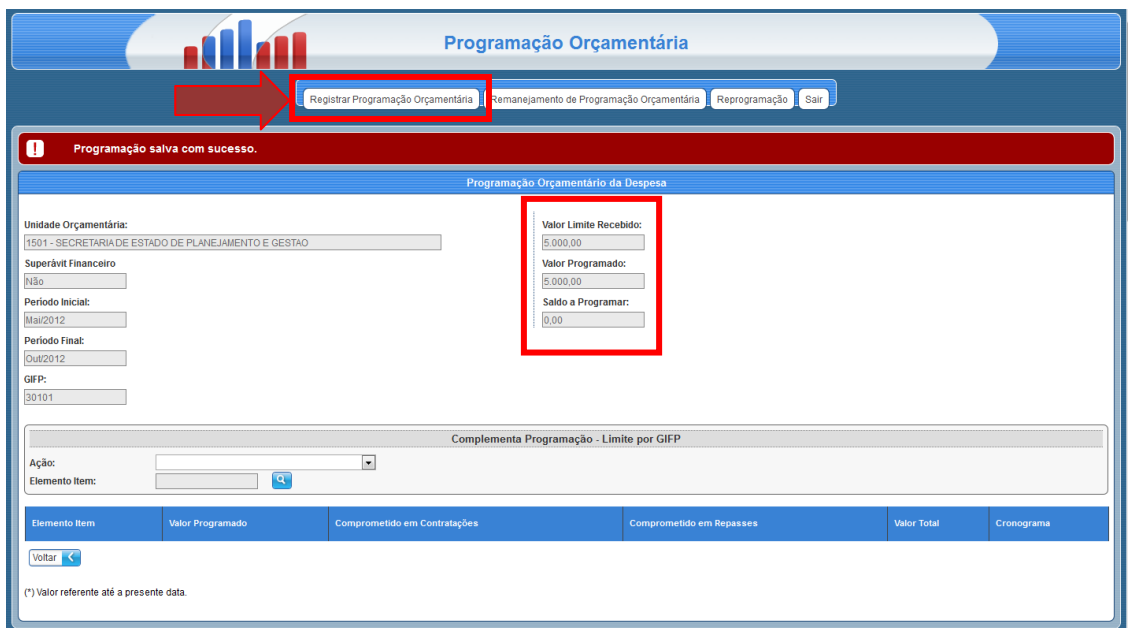 Programação Orçamentária
Registrar Programação Orçamentária Remanejamento de Programação Orçamentária Reprogramação Sair
! Programação salva com sucesso.
Programação Orçamentário da Despesa
Unidade Orçamentária:
1501 - SECRETARIA DE ESTADO DE PLANEJAMENTO E GESTAO
Superávit Financeiro
Não
Período Inicial:
Mai/2012
Período Final:
Out/2012
GIFP:
30101
Valor Limite Recebido:
5.000,00
Valor Programado:
5.000,00
Saldo a Programar:
0,00
Complementa Programação - Limite por GIFP
Ação:
Elemento Item:
Elemento Item Valor Programado Comprometido em Contratações Comprometido em Repasses Valor Total Cronograma
Voltar
(*) Valor referente até a presente data.